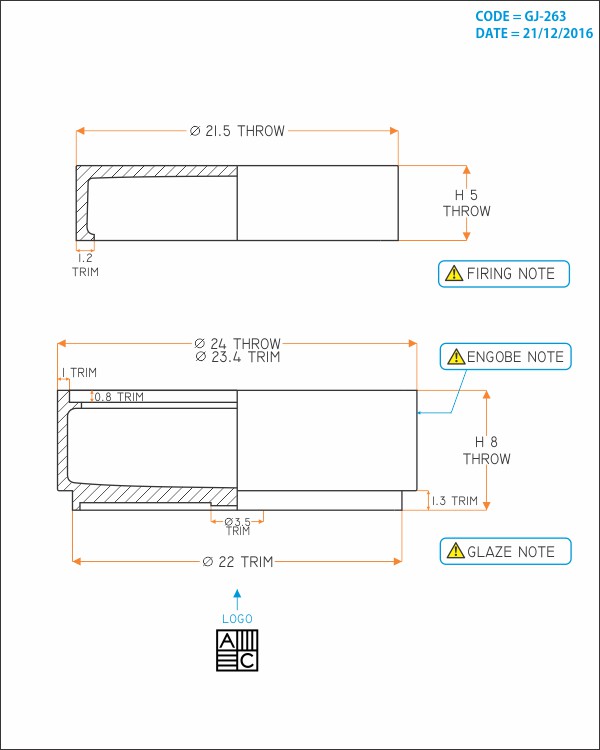 CODE = GJ-263
DATE = 21/12/2016
Ø 21.5 THROW
H 5
THROW
1.2
TRIM
FIRING NOTE
Ø 24 THROW
Ø 23.4 TRIM
ENGOBE NOTE
1 TRIM
0.8 TRIM
H 8
THROW
1.3 TRIM
Ø3.5
TRIM
GLAZE NOTE
Ø 22 TRIM
LOGO
A
C